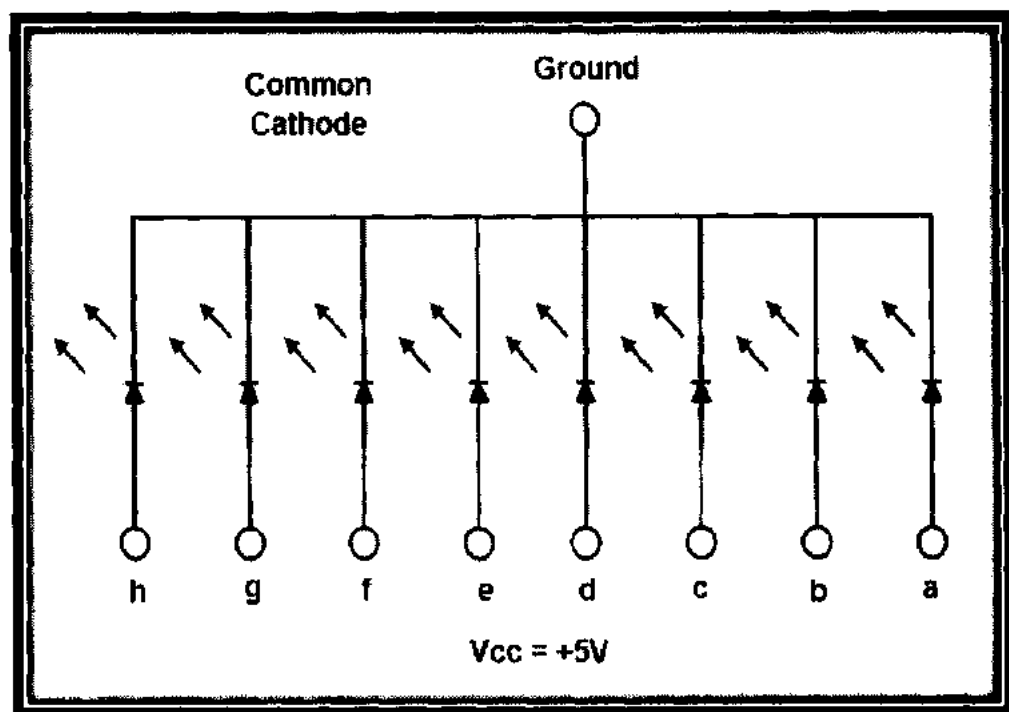 Common
Cathode
Ground
h g f e d c b a
Vcc = +5V